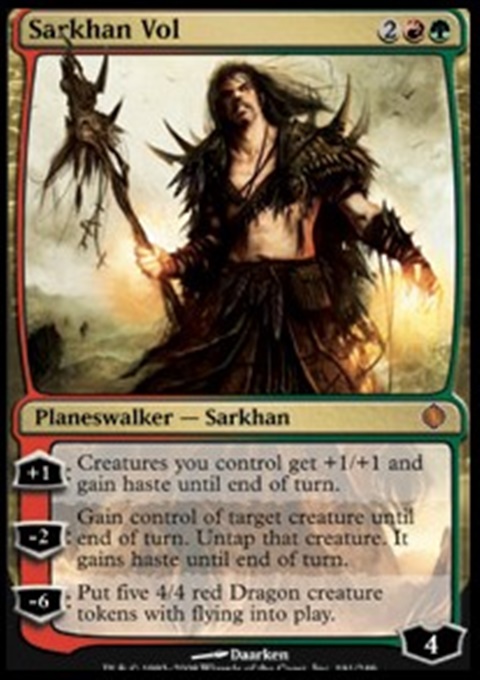 Sarkhan Vol 2
Planeswalker — Sarkhan
+1 : Creatures you control get +1/+1 and
gain haste until end of turn.
-2 : Gain control of target creature until
end of turn. Untap that creature. It
gains haste until end of turn.
-6 : Put five 4/4 red Dragon creature
tokens with flying into play.
4
Daarken